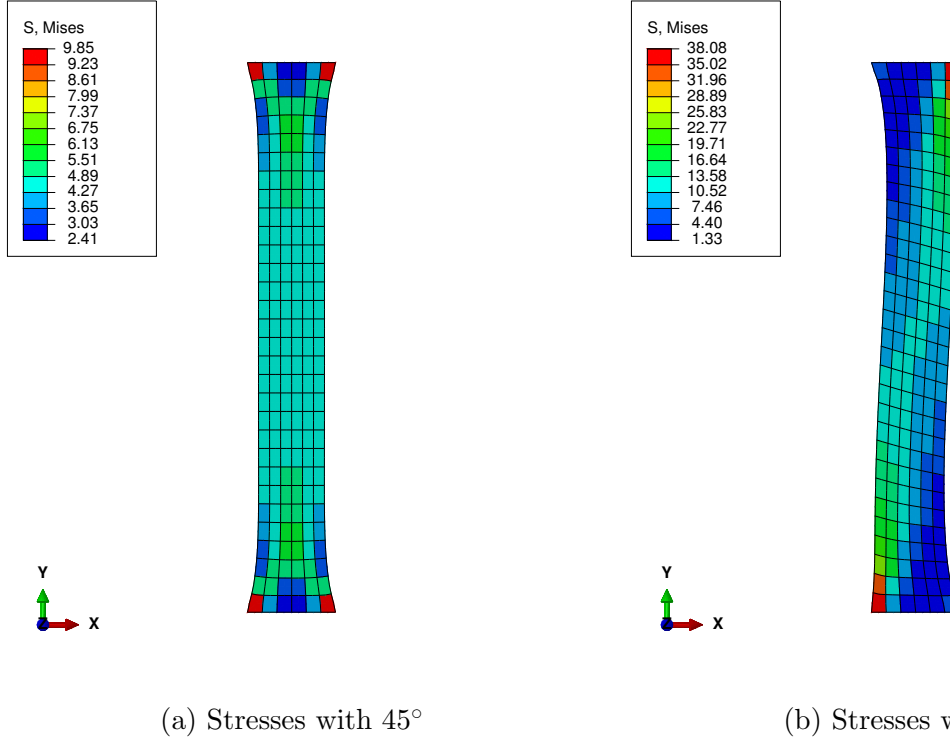 S, Mises
9.85
9.23
8.61
7.99
7.37
6.75
6.13
5.51
4.89
4.27
3.65
3.03
2.41
Y
Z
X
(a) Stresses with 45°
S, Mises
38.08
35.02
31.96
28.89
25.83
22.77
19.71
16.64
13.58
10.52
7.46
4.40
1.33
Y
Z
X
(b) Stresses w